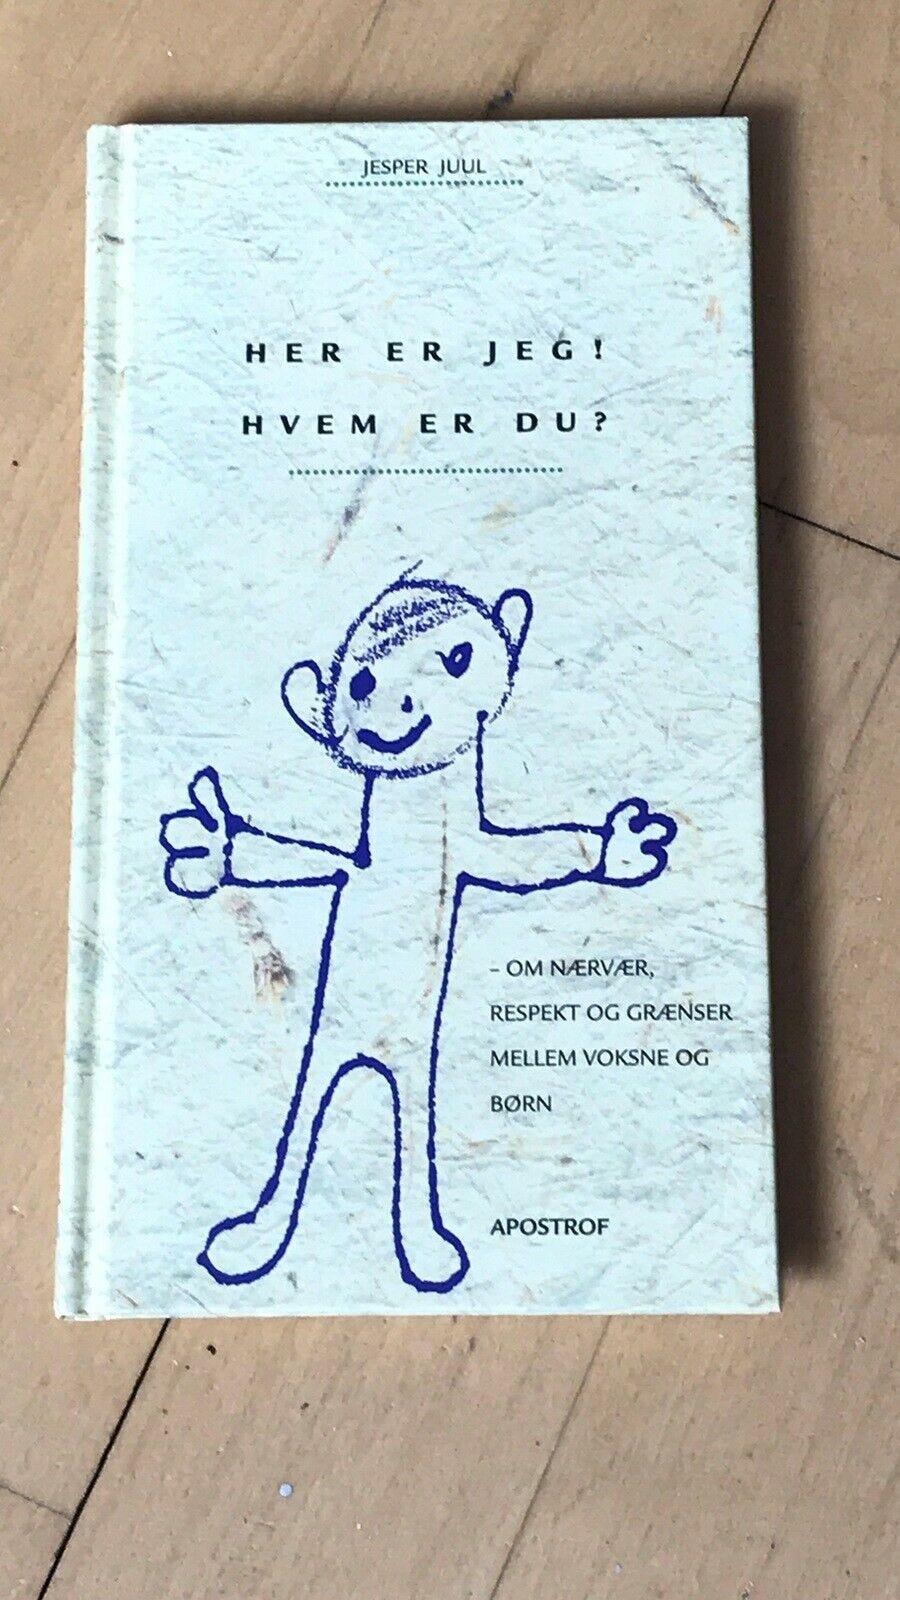 JESPER JUUL
HER ER JEG!
HVEM ER DU?
– OM NÆRVÆR,
RESPEKT OG GRÆNSER
MELLEM VOKSNE OG
BØRN
APOSTROF